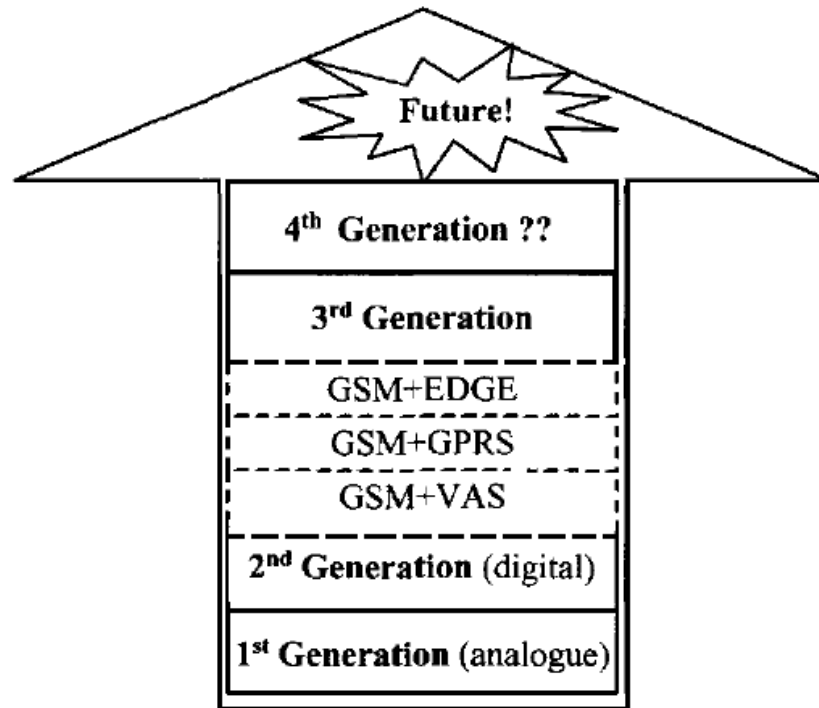 Future!
4th Generation ??
3rd Generation
GSM+EDGE
GSM+GPRS
GSM+VAS
2nd Generation (digital)
1st Generation (analogue)